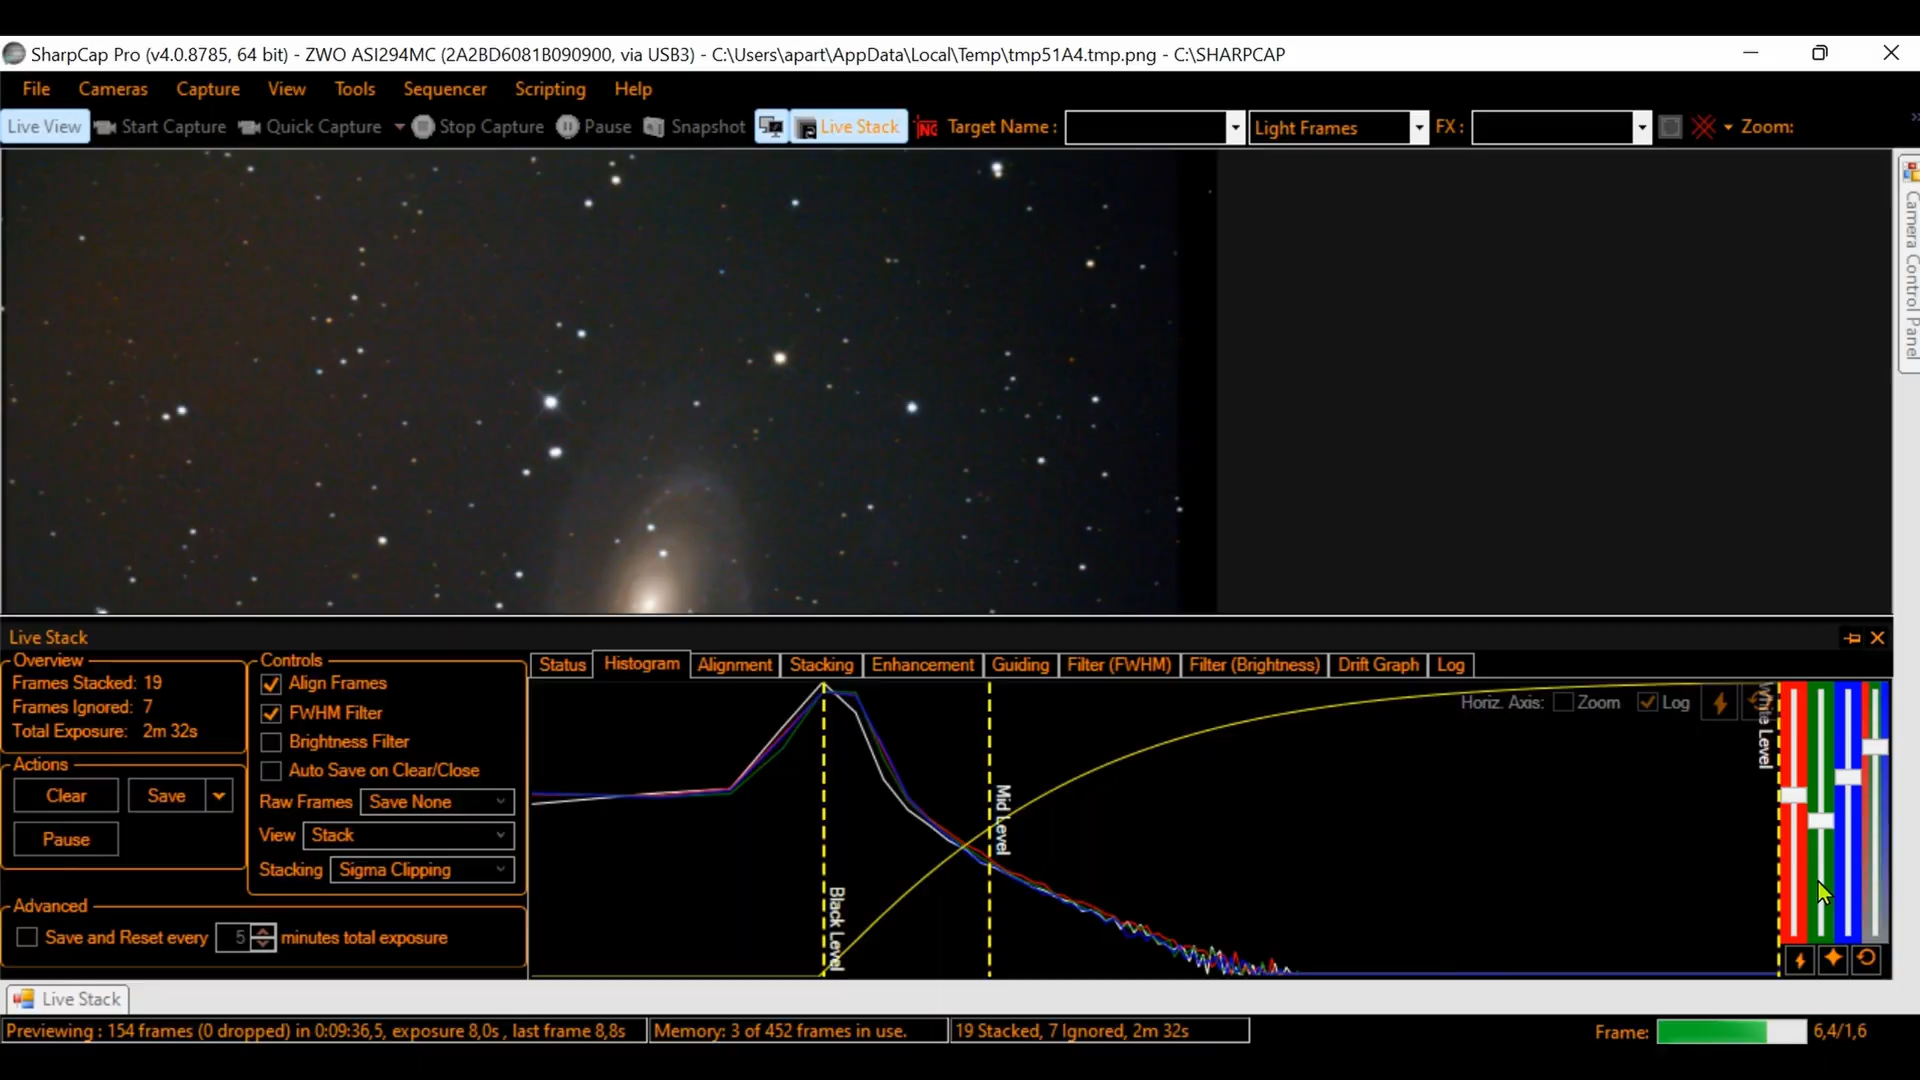 SharpCap Pro (v4.0.8785, 64 bit) - ZWO ASI294MC (2A2BD6081B090900, via USB3) - C:\Users\apart\AppData\Local\Temp\tmp51A4.tmp.png - C:\SHARPCAP
File Cameras Capture View Tools Sequencer Scripting Help
Live View Start Capture Quick Capture Stop Capture Pause Snapshot Live Stack NC Target Name : Light Frames FX : Zoom:
Camera Control Panel
Live Stack
Overview
Frames Stacked: 19
Frames Ignored: 7
Total Exposure: 2m 32s
Actions
Clear Save
Pause
Controls
Align Frames
FWHM Filter
Brightness Filter
Auto Save on Clear/Close
Raw Frames Save None
View Stack
Stacking Sigma Clipping
Advanced
Save and Reset every 5 minutes total exposure
Status Histogram Alignment Stacking Enhancement Guiding Filter (FWHM) Filter (Brightness) Drift Graph Log
Horiz. Axis: Zoom Log
Black Level
Mid Level
White Level
Live Stack
Previewing : 154 frames (0 dropped) in 0:09:36,5, exposure 8,0s , last frame 8,8s Memory: 3 of 452 frames in use. 19 Stacked, 7 Ignored, 2m 32s Frame: 6,4/1,6